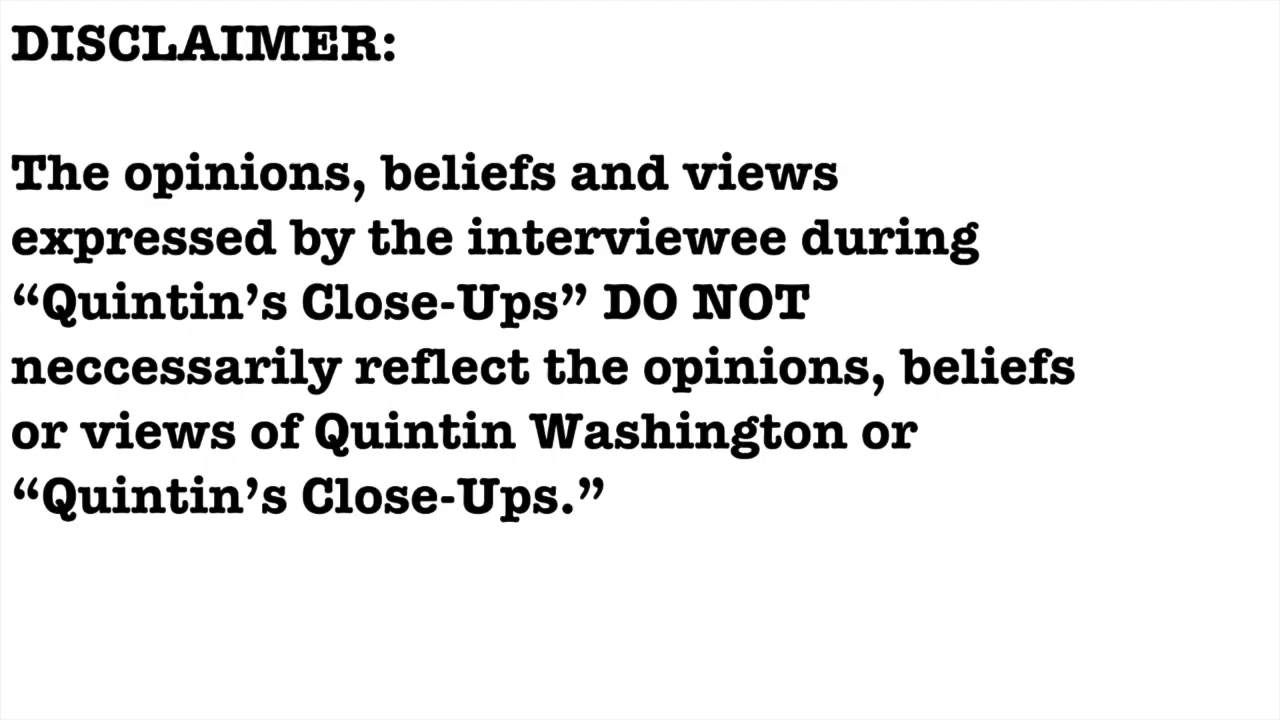 DISCLAIMER:
The opinions, beliefs and views
expressed by the interviewee during
“Quintin’s Close-Ups” DO NOT
neccessarily reflect the opinions, beliefs
or views of Quintin Washington or
“Quintin’s Close-Ups.”